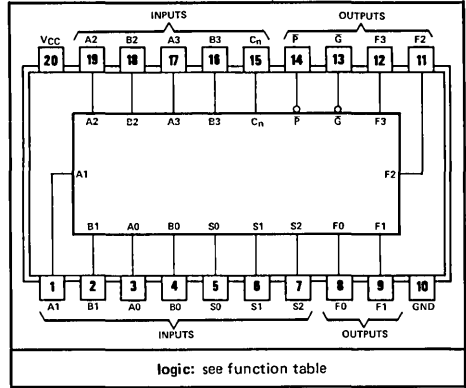 INPUTS OUTPUTS
VCC A2 B2 A3 B3 Cn P̄ Ḡ F3 F2
20 19 18 17 16 15 14 13 12 11
A2 B2 A3 B3 Cn P̄ Ḡ F3
A1 F2
B1 A0 B0 S0 S1 S2 F0 F1
1 2 3 4 5 6 7 8 9 10
A1 B1 A0 B0 S0 S1 S2 F0 F1 GND
INPUTS OUTPUTS
logic: see function table